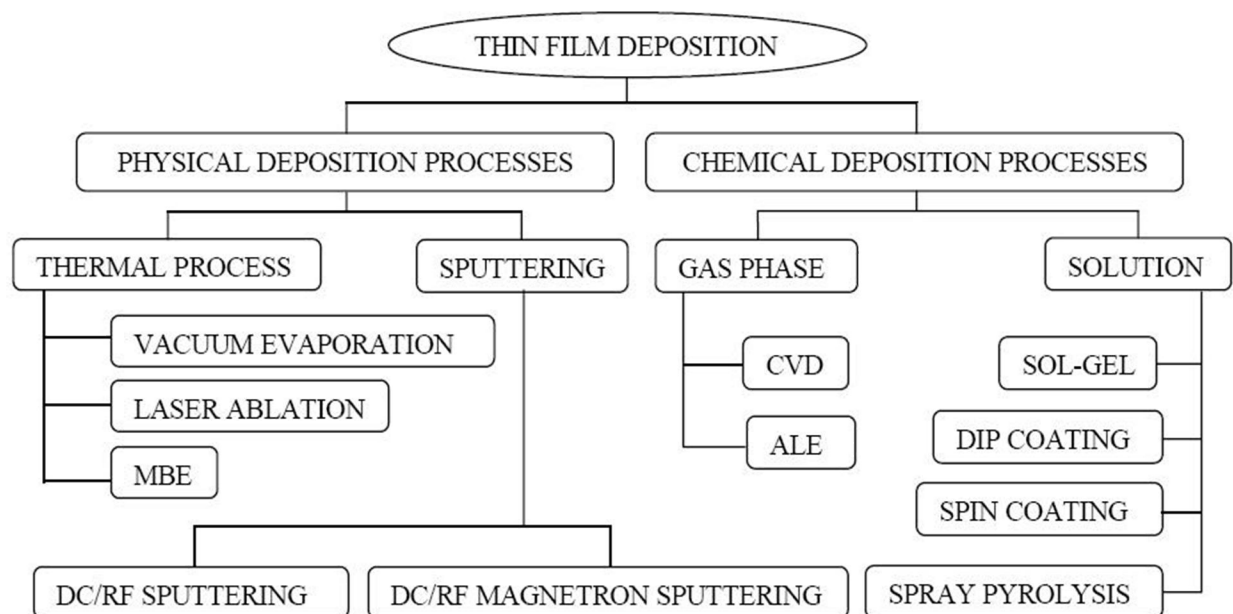 THIN FILM DEPOSITION
PHYSICAL DEPOSITION PROCESSES
CHEMICAL DEPOSITION PROCESSES
THERMAL PROCESS
SPUTTERING
GAS PHASE
SOLUTION
VACUUM EVAPORATION
LASER ABLATION
MBE
CVD
ALE
SOL-GEL
DIP COATING
SPIN COATING
SPRAY PYROLYSIS
DC/RF SPUTTERING
DC/RF MAGNETRON SPUTTERING